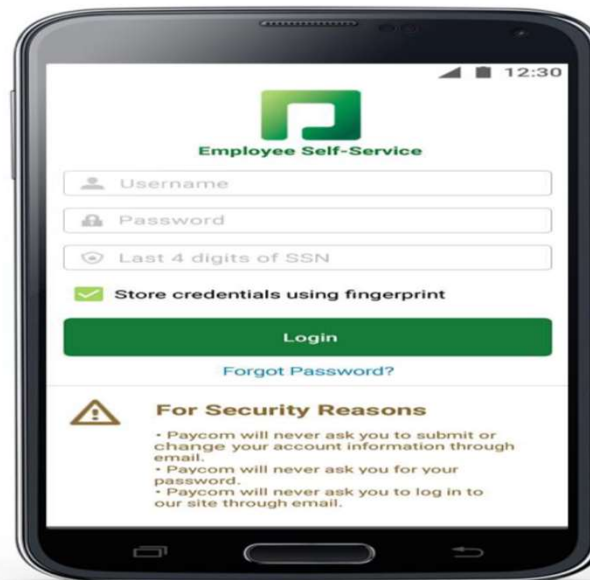 12:30
Employee Self-Service
Username
Password
Last 4 digits of SSN
Store credentials using fingerprint
Login
Forgot Password?
For Security Reasons
• Paycom will never ask you to submit or
change your account information through
email.
• Paycom will never ask you for your
password.
• Paycom will never ask you to log in to
our site through email.